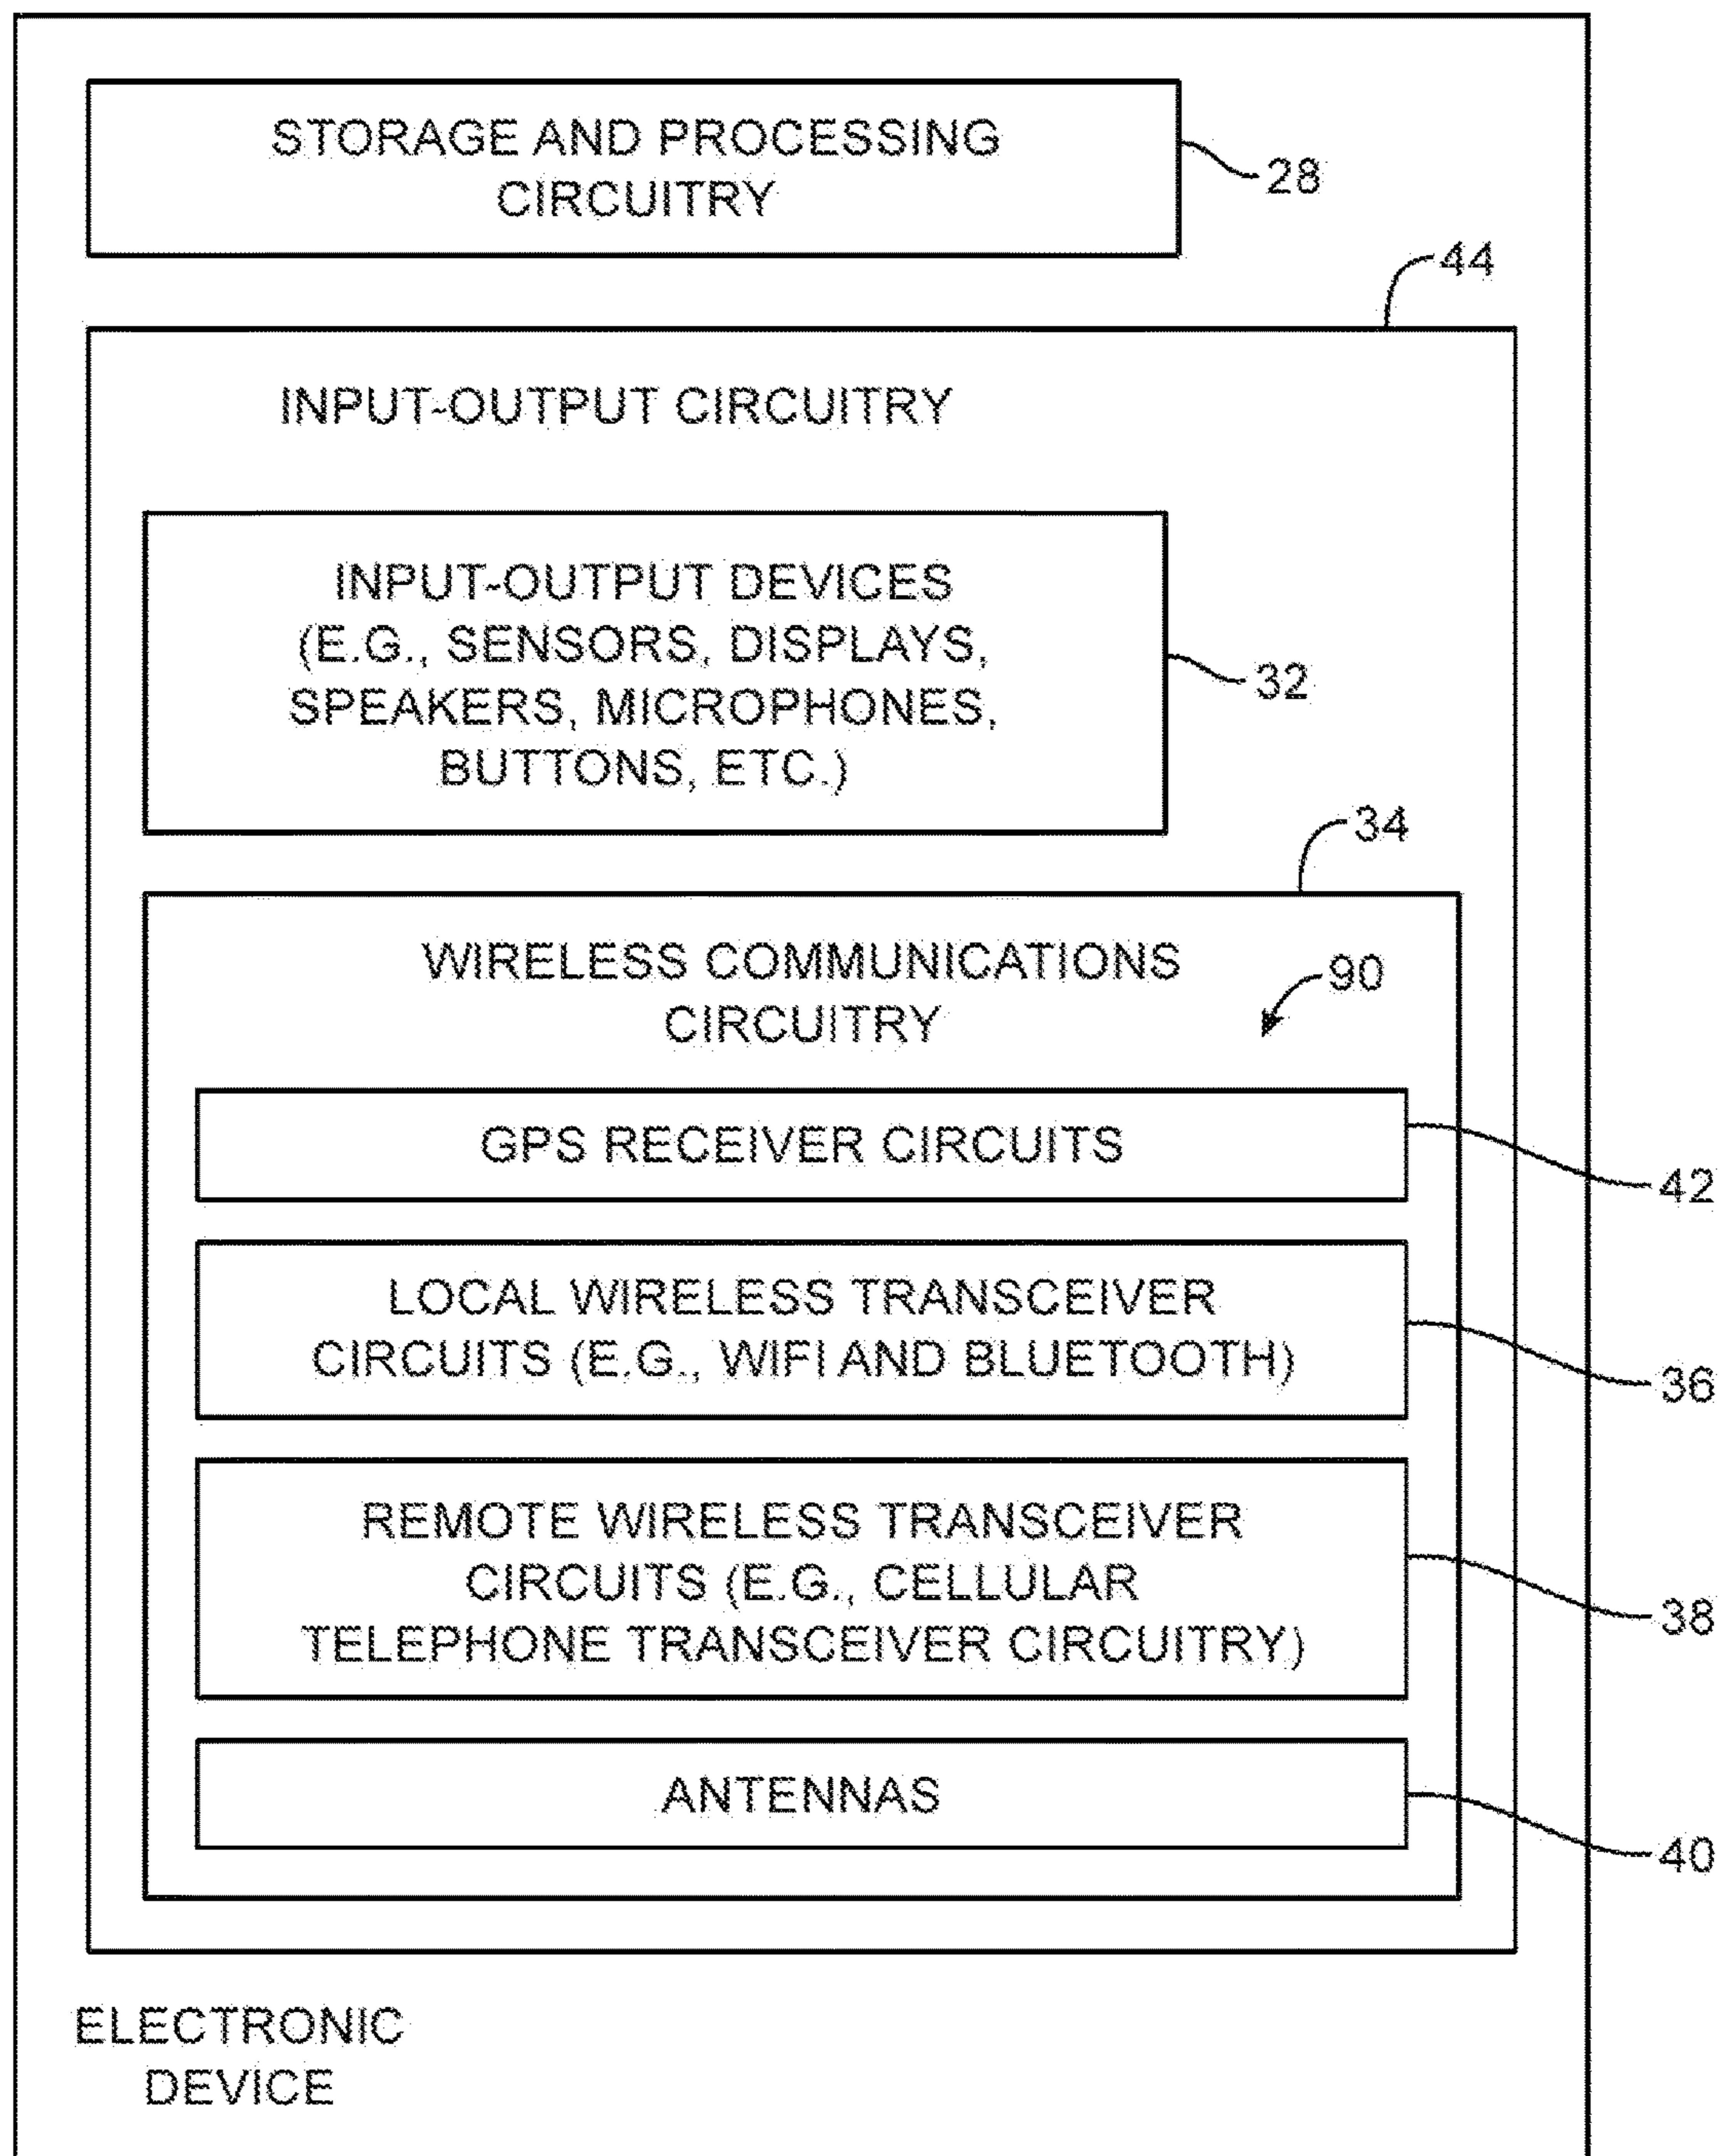 STORAGE AND PROCESSING
CIRCUITRY
28
44
INPUT-OUTPUT CIRCUITRY
INPUT-OUTPUT DEVICES
(E.G., SENSORS, DISPLAYS,
SPEAKERS, MICROPHONES,
BUTTONS, ETC.)
32
34
WIRELESS COMMUNICATIONS
CIRCUITRY
90
GPS RECEIVER CIRCUITS
42
LOCAL WIRELESS TRANSCEIVER
CIRCUITS (E.G., WIFI AND BLUETOOTH)
36
REMOTE WIRELESS TRANSCEIVER
CIRCUITS (E.G., CELLULAR
TELEPHONE TRANSCEIVER CIRCUITRY)
38
ANTENNAS
40
ELECTRONIC
DEVICE